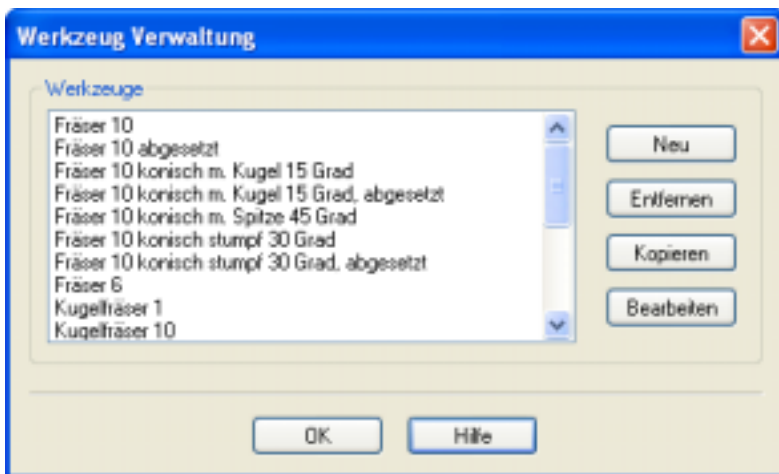 Werkzeug Verwaltung
Werkzeuge
Fräser 10
Fräser 10 abgesetzt
Fräser 10 konisch m. Kugel 15 Grad
Fräser 10 konisch m. Kugel 15 Grad, abgesetzt
Fräser 10 konisch m. Spitze 45 Grad
Fräser 10 konisch stumpf 30 Grad
Fräser 10 konisch stumpf 30 Grad, abgesetzt
Fräser 6
Kugelfräser 1
Kugelfräser 10
Neu
Entfernen
Kopieren
Bearbeiten
OK
Hilfe